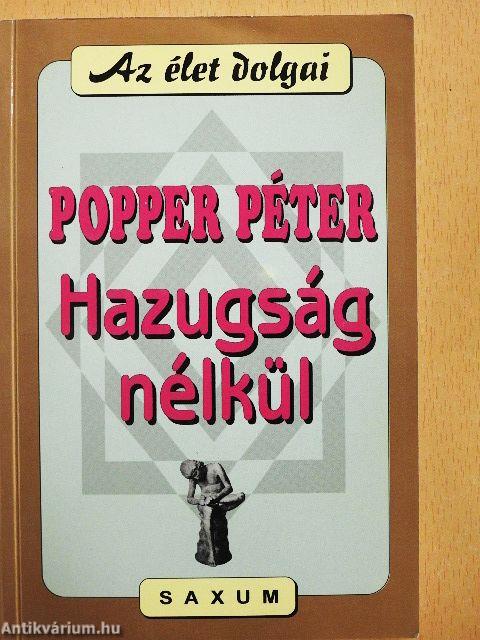 Az élet dolgai
POPPER PÉTER
Hazugság
nélkül
SAXUM
Antikvárium.hu